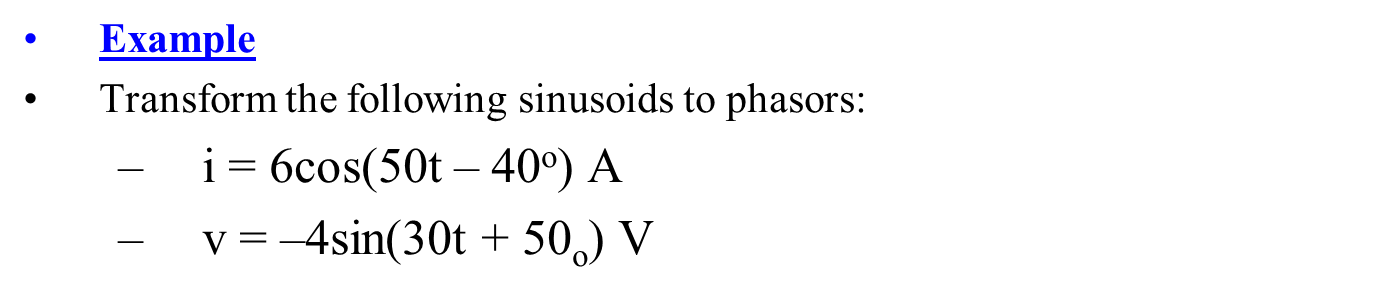 • Example
• Transform the following sinusoids to phasors:
– i = 6cos(50t – 40º) A
– v = –4sin(30t + 50ₒ) V